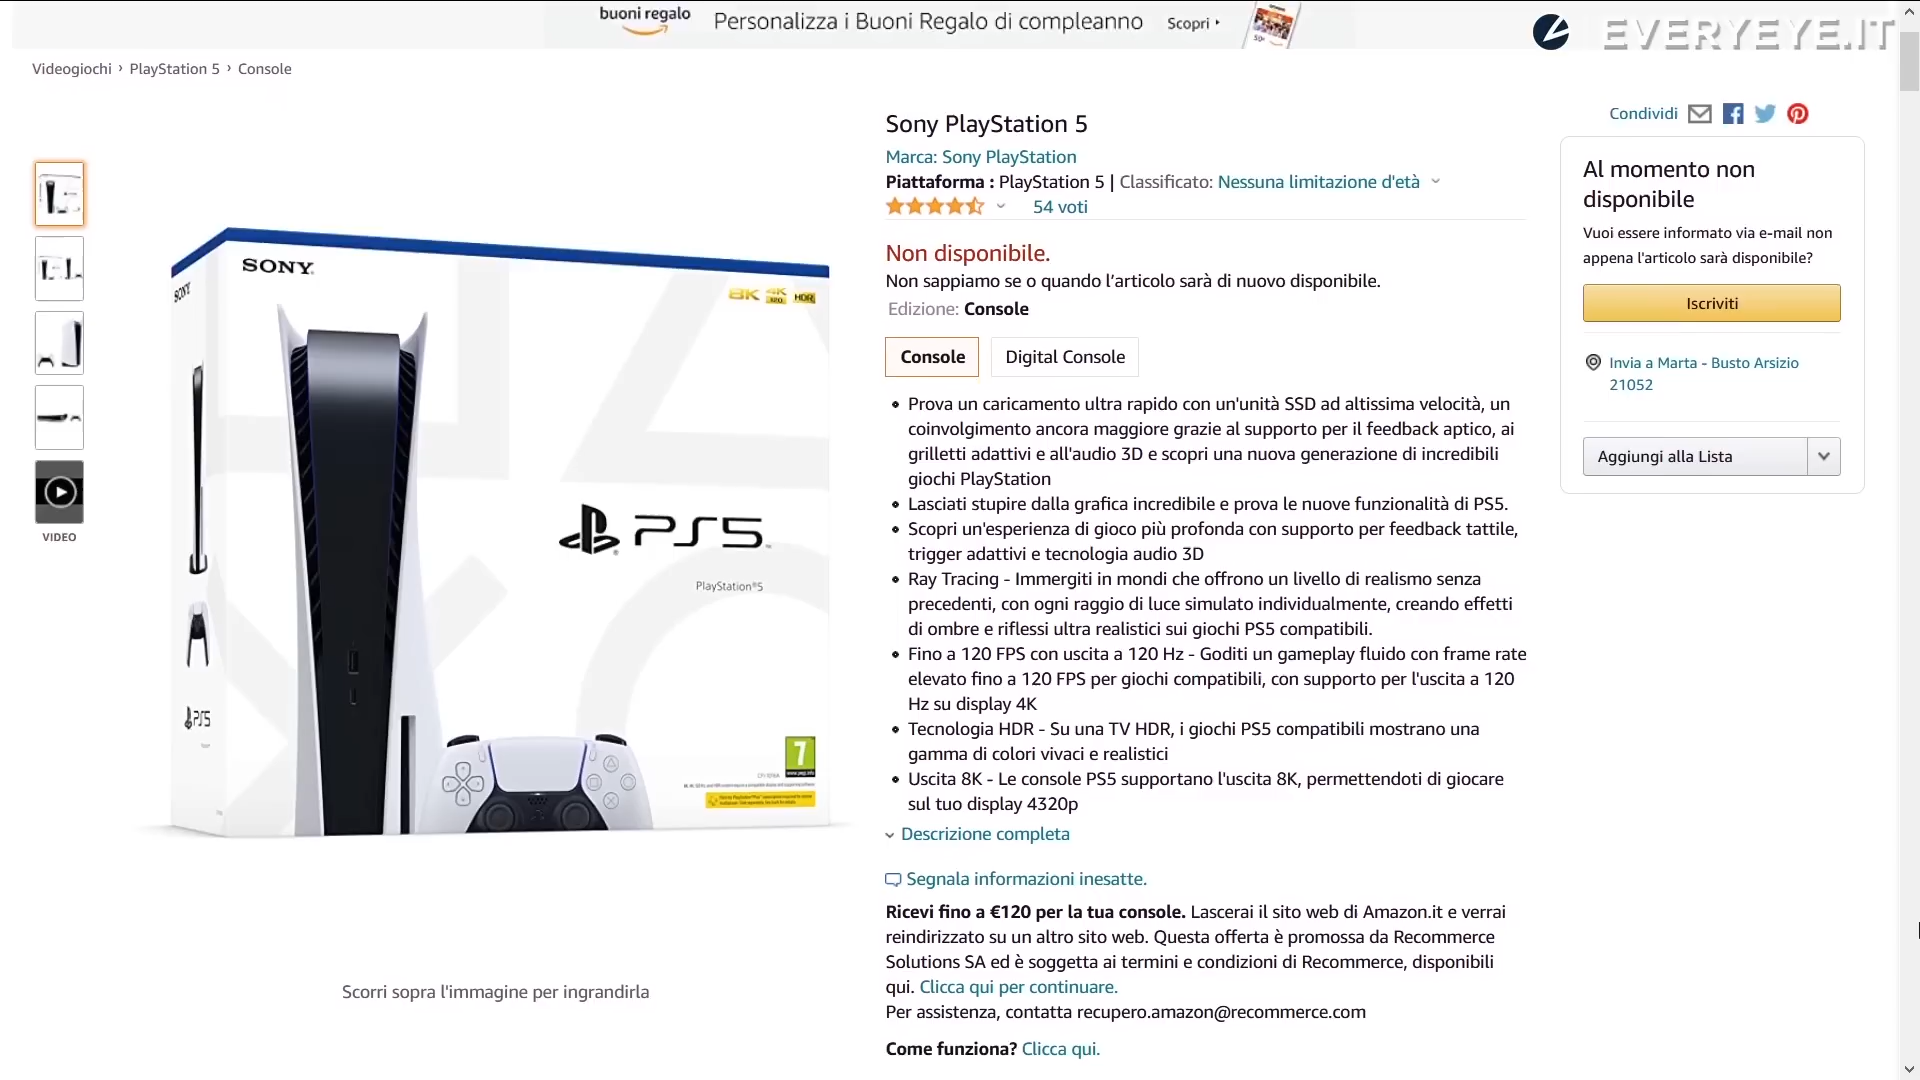 buoni regalo
Personalizza i Buoni Regalo di compleanno
Scopri
EVERYEYE.IT
Videogiochi › PlayStation 5 › Console
VIDEO
SONY
SONY
8K 4K 120 HDR
PS5
PlayStation®5
PS5
7
www.pegi.info
Scorri sopra l'immagine per ingrandirla
Sony PlayStation 5
Marca: Sony PlayStation
Piattaforma : PlayStation 5 | Classificato: Nessuna limitazione d'età
54 voti
Non disponibile.
Non sappiamo se o quando l’articolo sarà di nuovo disponibile.
Edizione: Console
Console
Digital Console
Prova un caricamento ultra rapido con un'unità SSD ad altissima velocità, un
coinvolgimento ancora maggiore grazie al supporto per il feedback aptico, ai
grilletti adattivi e all'audio 3D e scopri una nuova generazione di incredibili
giochi PlayStation
Lasciati stupire dalla grafica incredibile e prova le nuove funzionalità di PS5.
Scopri un'esperienza di gioco più profonda con supporto per feedback tattile,
trigger adattivi e tecnologia audio 3D
Ray Tracing - Immergiti in mondi che offrono un livello di realismo senza
precedenti, con ogni raggio di luce simulato individualmente, creando effetti
di ombre e riflessi ultra realistici sui giochi PS5 compatibili.
Fino a 120 FPS con uscita a 120 Hz - Goditi un gameplay fluido con frame rate
elevato fino a 120 FPS per giochi compatibili, con supporto per l'uscita a 120
Hz su display 4K
Tecnologia HDR - Su una TV HDR, i giochi PS5 compatibili mostrano una
gamma di colori vivaci e realistici
Uscita 8K - Le console PS5 supportano l'uscita 8K, permettendoti di giocare
sul tuo display 4320p
Descrizione completa
Segnala informazioni inesatte.
Ricevi fino a €120 per la tua console. Lascerai il sito web di Amazon.it e verrai
reindirizzato su un altro sito web. Questa offerta è promossa da Recommerce
Solutions SA ed è soggetta ai termini e condizioni di Recommerce, disponibili
qui. Clicca qui per continuare.
Per assistenza, contatta recupero.amazon@recommerce.com
Come funziona? Clicca qui.
Condividi
Al momento non
disponibile
Vuoi essere informato via e-mail non
appena l'articolo sarà disponibile?
Iscriviti
Invia a Marta - Busto Arsizio
21052
Aggiungi alla Lista